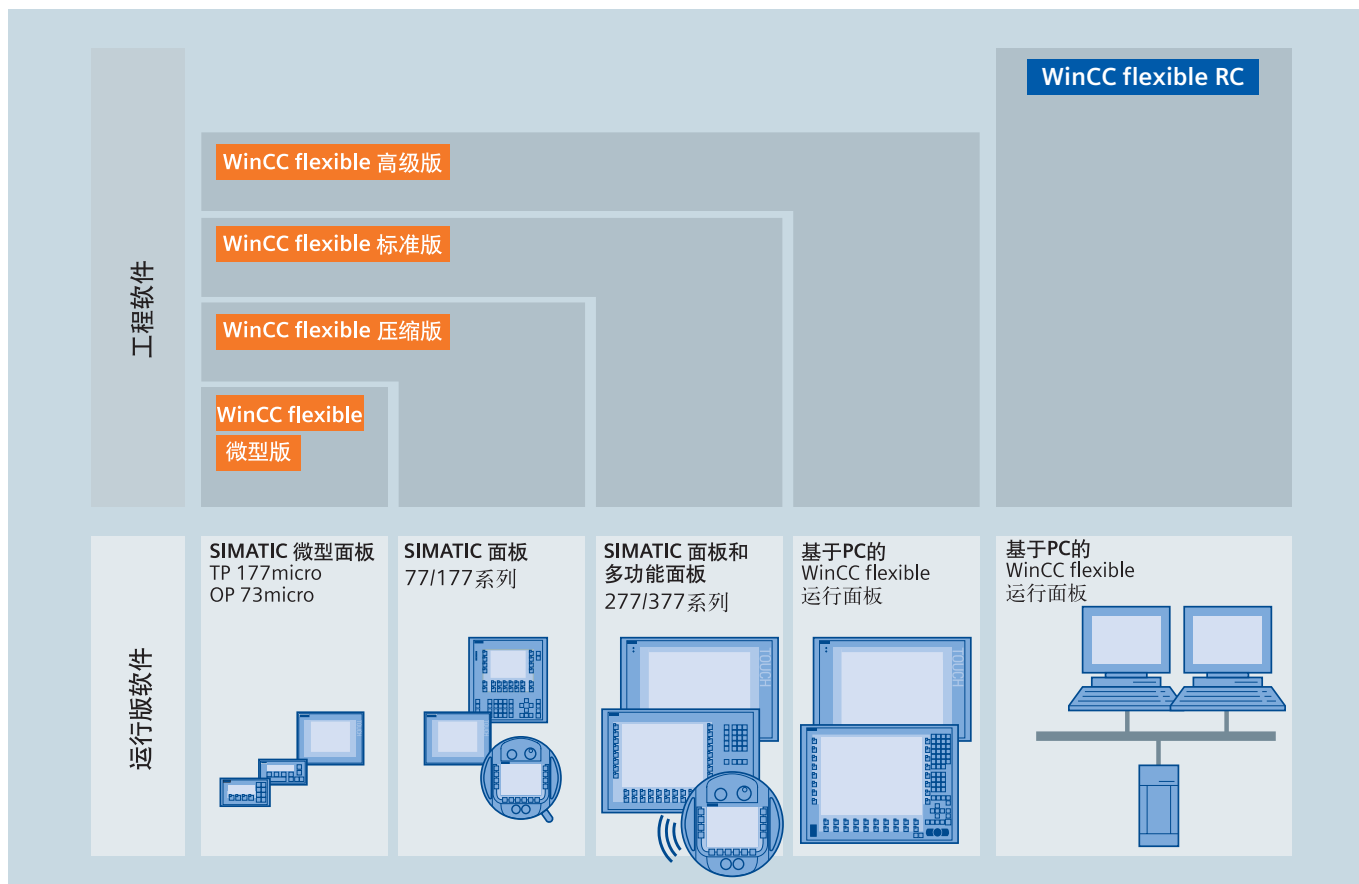 WinCC flexible RC
WinCC flexible 高级版
WinCC flexible 标准版
WinCC flexible 压缩版
WinCC flexible
微型版
工程软件
运行版软件
SIMATIC 微型面板
TP 177micro
OP 73micro
SIMATIC 面板
77/177系列
SIMATIC 面板和
多功能面板
277/377系列
基于PC的
WinCC flexible
运行面板
基于PC的
WinCC flexible
运行面板
TOUCH
TOUCH